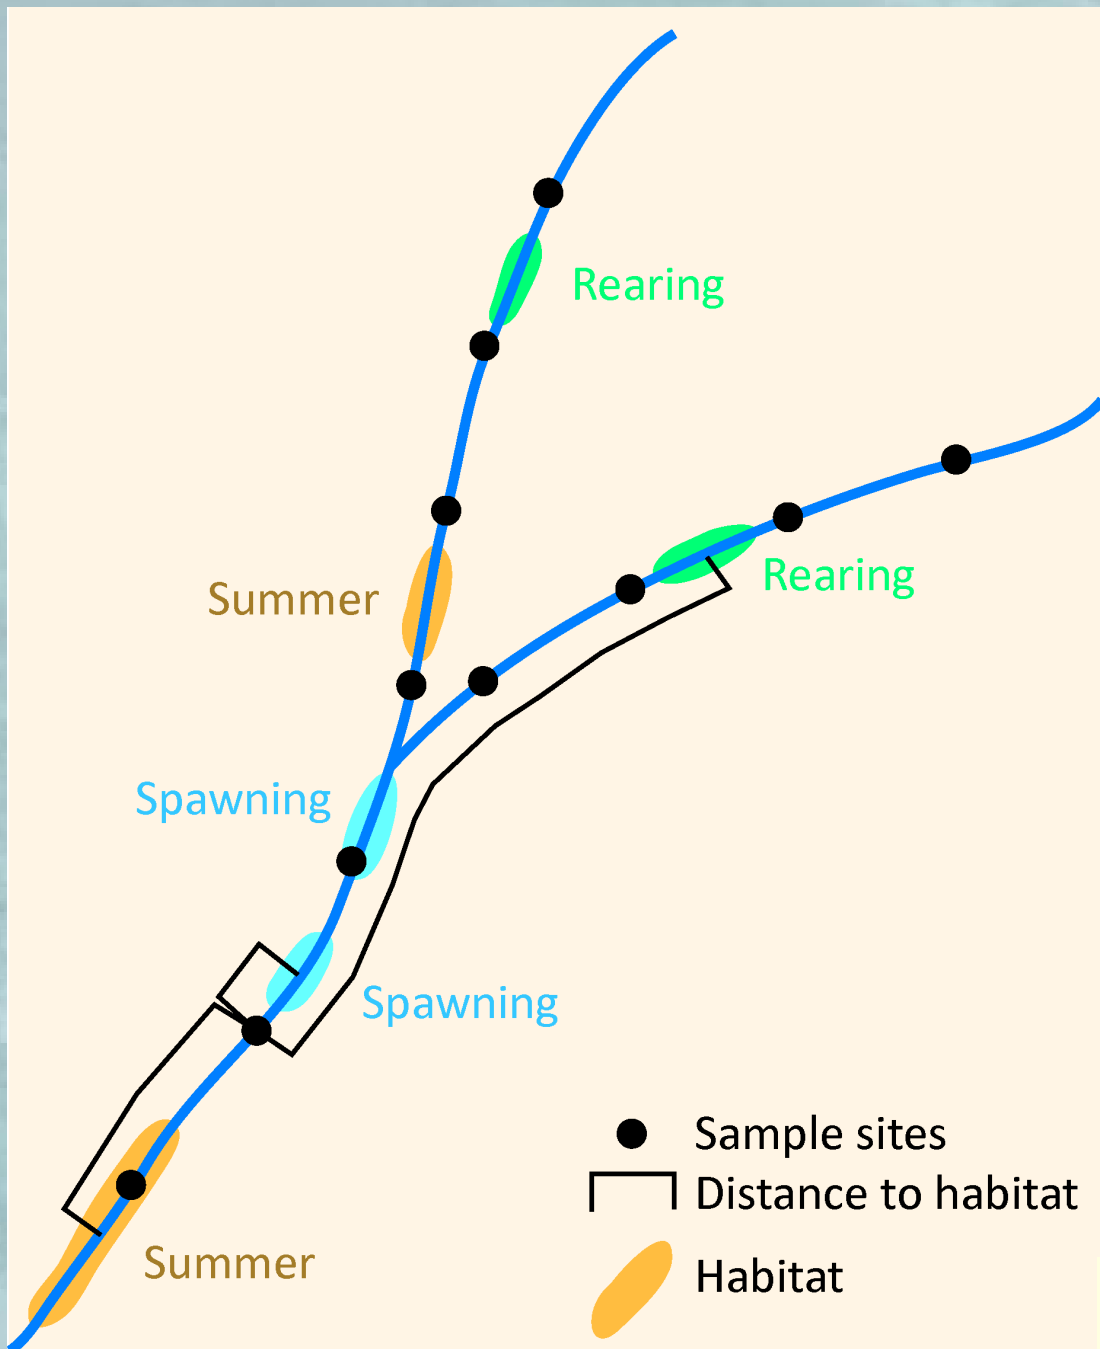 Rearing
Rearing
Summer
Spawning
Spawning
Sample sites
Distance to habitat
Summer
Habitat